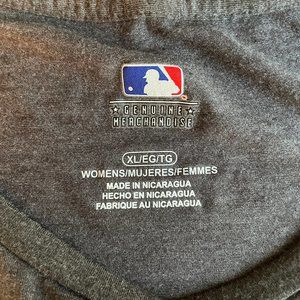 GENUINE
MERCHANDISE
XL/EG/TG
WOMENS/MUJERES/FEMMES
MADE IN NICARAGUA
HECHO EN NICARAGUA
FABRIQUE AU NICARAGUA